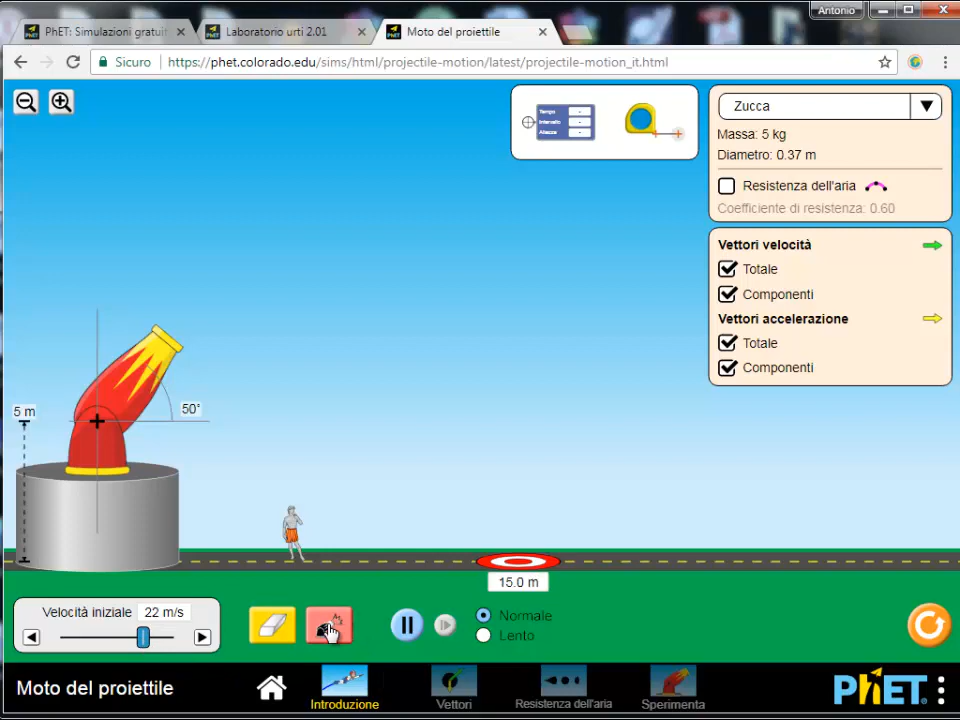 Antonio
PhET: Simulazioni gratuit
Laboratorio urti 2.01
Moto del proiettile
Sicuro
https://phet.colorado.edu/sims/html/projectile-motion/latest/projectile-motion_it.html
Tempo
Intervallo
Altezza
Zucca
Massa: 5 kg
Diametro: 0.37 m
Resistenza dell'aria
Coefficiente di resistenza: 0.60
Vettori velocità
Totale
Componenti
Vettori accelerazione
Totale
Componenti
50°
5 m
15.0 m
Velocità iniziale 22 m/s
Normale
Lento
Moto del proiettile
Introduzione
Vettori
Resistenza dell'aria
Sperimenta
PhET